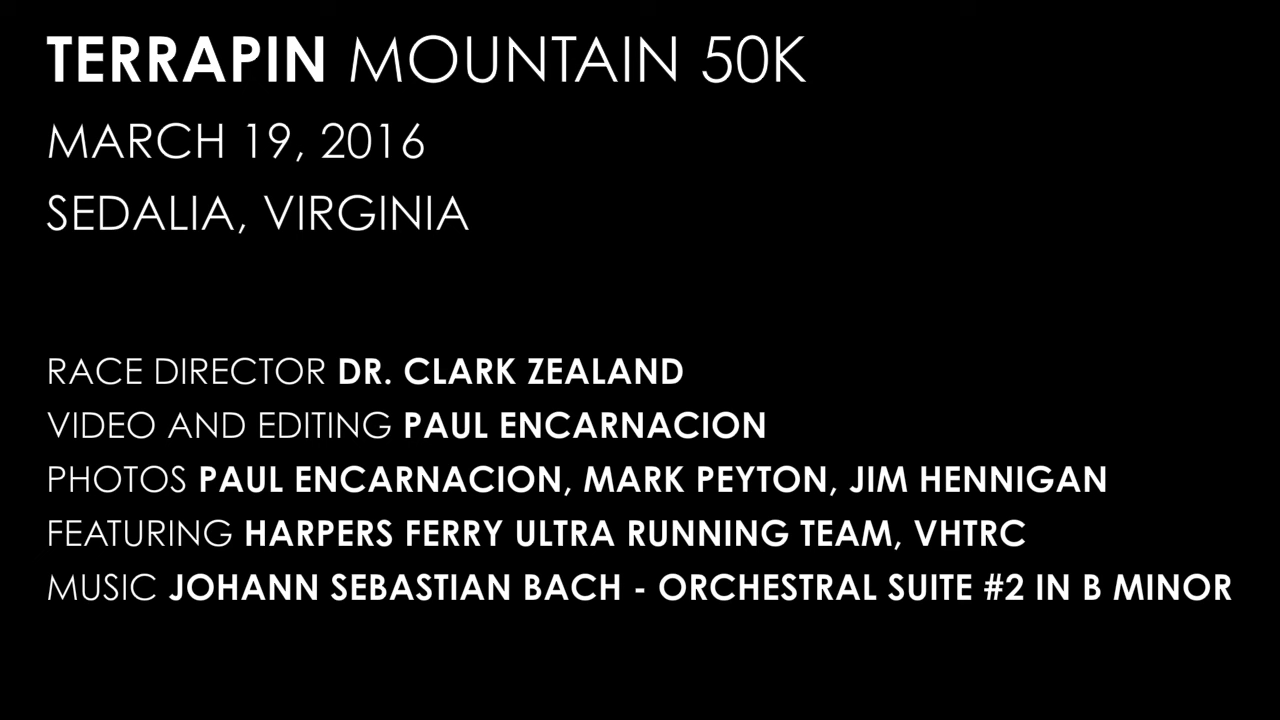 TERRAPIN MOUNTAIN 50K
MARCH 19, 2016
SEDALIA, VIRGINIA
RACE DIRECTOR DR. CLARK ZEALAND
VIDEO AND EDITING PAUL ENCARNACION
PHOTOS PAUL ENCARNACION, MARK PEYTON, JIM HENNIGAN
FEATURING HARPERS FERRY ULTRA RUNNING TEAM, VHTRC
MUSIC JOHANN SEBASTIAN BACH - ORCHESTRAL SUITE #2 IN B MINOR